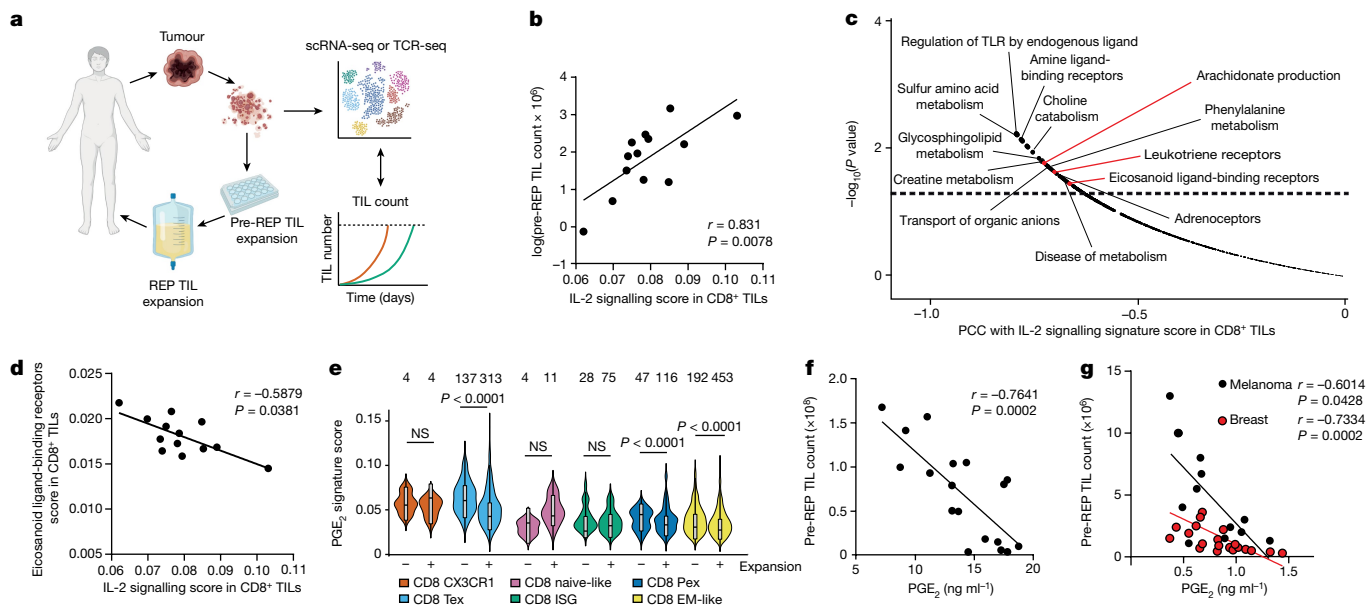 a
Tumour
scRNA-seq or TCR-seq
TIL count
Pre-REP TIL
expansion
REP TIL
expansion
TIL number
Time (days)
b
log(pre-REP TIL count × 10⁶)
4
3
2
1
0
−1
r = 0.831
P = 0.0078
0.06 0.07 0.08 0.09 0.10 0.11
IL-2 signalling score in CD8⁺ TILs
c
−log₁₀(P value)
4
2
0
Regulation of TLR by endogenous ligand
Amine ligand-
binding receptors
Sulfur amino acid
metabolism
Choline
catabolism
Glycosphingolipid
metabolism
Creatine metabolism
Transport of organic anions
Arachidonate production
Phenylalanine
metabolism
Leukotriene receptors
Eicosanoid ligand-binding receptors
Adrenoceptors
Disease of metabolism
−1.0 −0.5 0
PCC with IL-2 signalling signature score in CD8⁺ TILs
d
Eicosanoid ligand-binding receptors
score in CD8⁺ TILs
0.025
0.020
0.015
0.010
0.005
r = −0.5879
P = 0.0381
0.06 0.07 0.08 0.09 0.10 0.11
IL-2 signalling score in CD8⁺ TILs
e
4 4 137 313 4 11 28 75 47 116 192 453
P < 0.0001
P < 0.0001
P < 0.0001
NS
NS
NS
PGE₂ signature score
0.15
0.10
0.05
0
− + − + − + − + − + − +
Expansion
CD8 CX3CR1
CD8 naive-like
CD8 Pex
CD8 Tex
CD8 ISG
CD8 EM-like
f
Pre-REP TIL count (×10⁸)
2.0
1.5
1.0
0.5
0
r = −0.7641
P = 0.0002
5 10 15 20
PGE₂ (ng ml⁻¹)
g
Pre-REP TIL count (×10⁶)
15
10
5
0
Melanoma
r = −0.6014
P = 0.0428
Breast
r = −0.7334
P = 0.0002
0 0.5 1.0 1.5
PGE₂ (ng ml⁻¹)